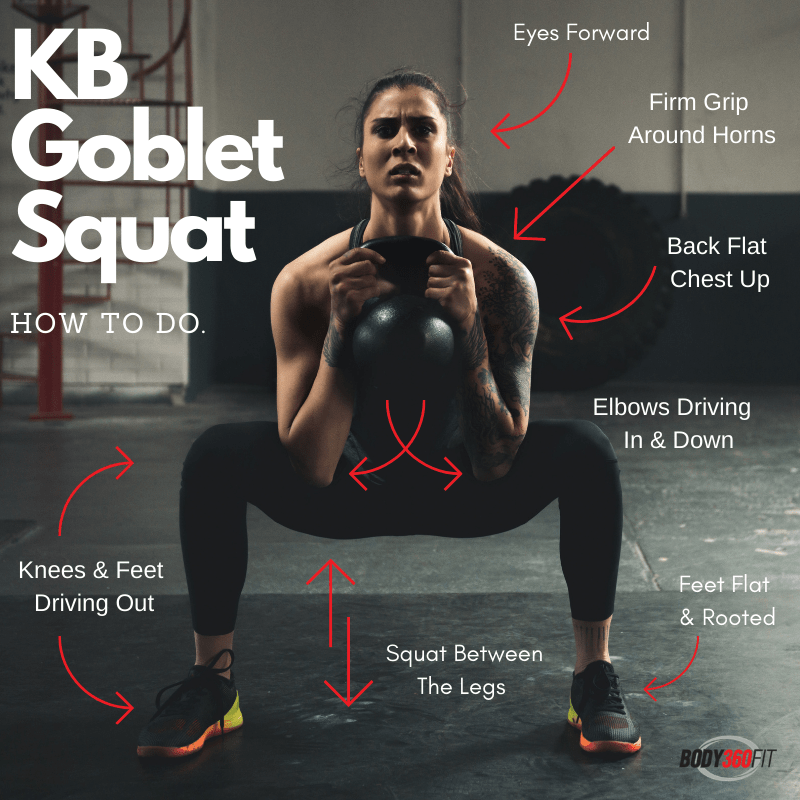 KB
Goblet
Squat
HOW TO DO.
Eyes Forward
Firm Grip
Around Horns
Back Flat
Chest Up
Elbows Driving
In & Down
Knees & Feet
Driving Out
Squat Between
The Legs
Feet Flat
& Rooted
BODY360FIT